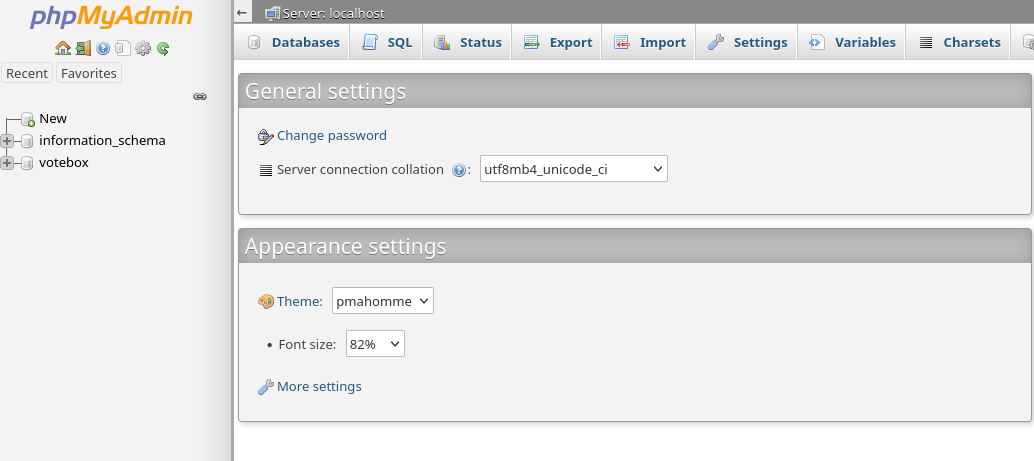 phpMyAdmin
Recent Favorites
New
information_schema
votebox
← Server: localhost
Databases SQL Status Export Import Settings Variables Charsets
General settings
Change password
Server connection collation ? : utf8mb4_unicode_ci
Appearance settings
Theme: pmahomme
• Font size: 82%
More settings